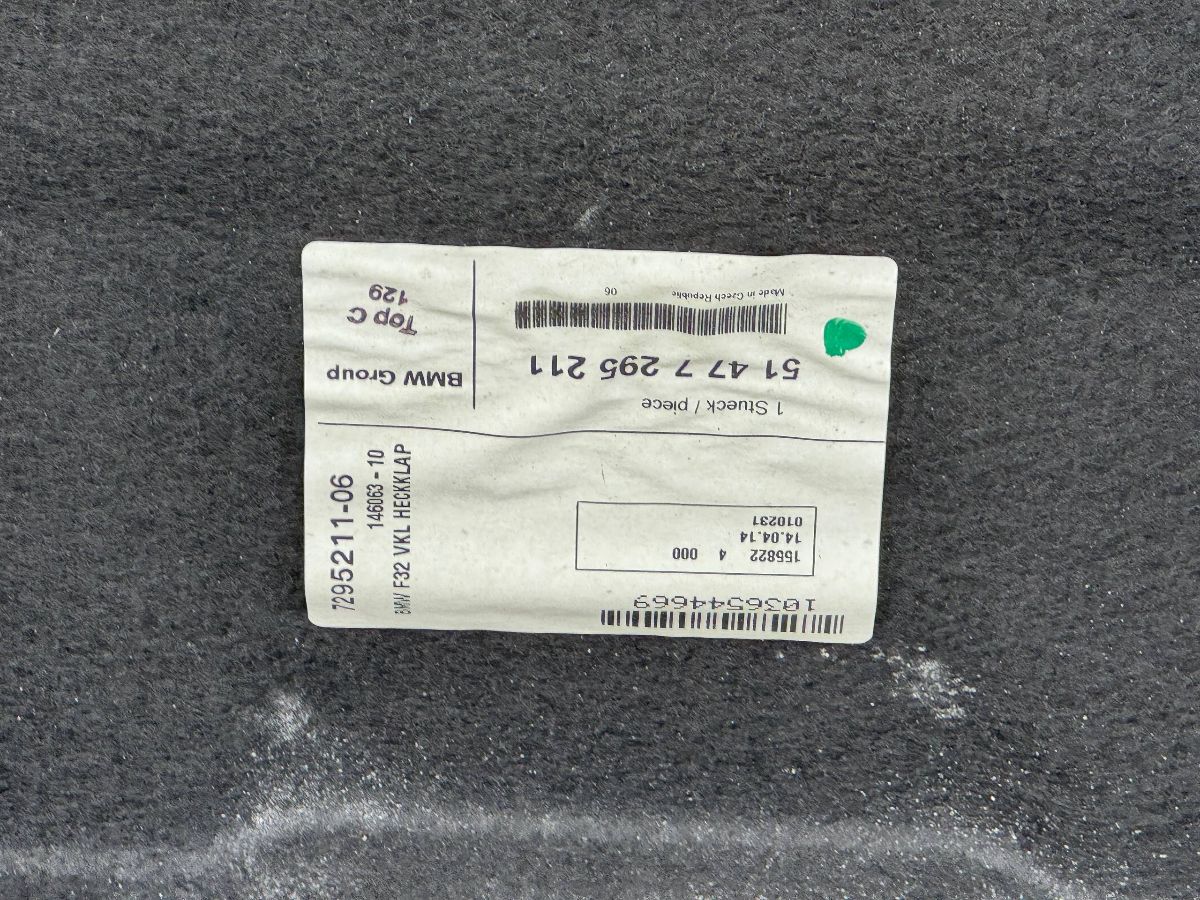 1036544669
155822 4 000
14.04.14
010231
1 Stueck / piece
51 47 7 295 211
Made in Czech Republic 06
BMW Group
Top C
129
7295211-06
146063 - 10
BMW F32 VKL HECKKLAP